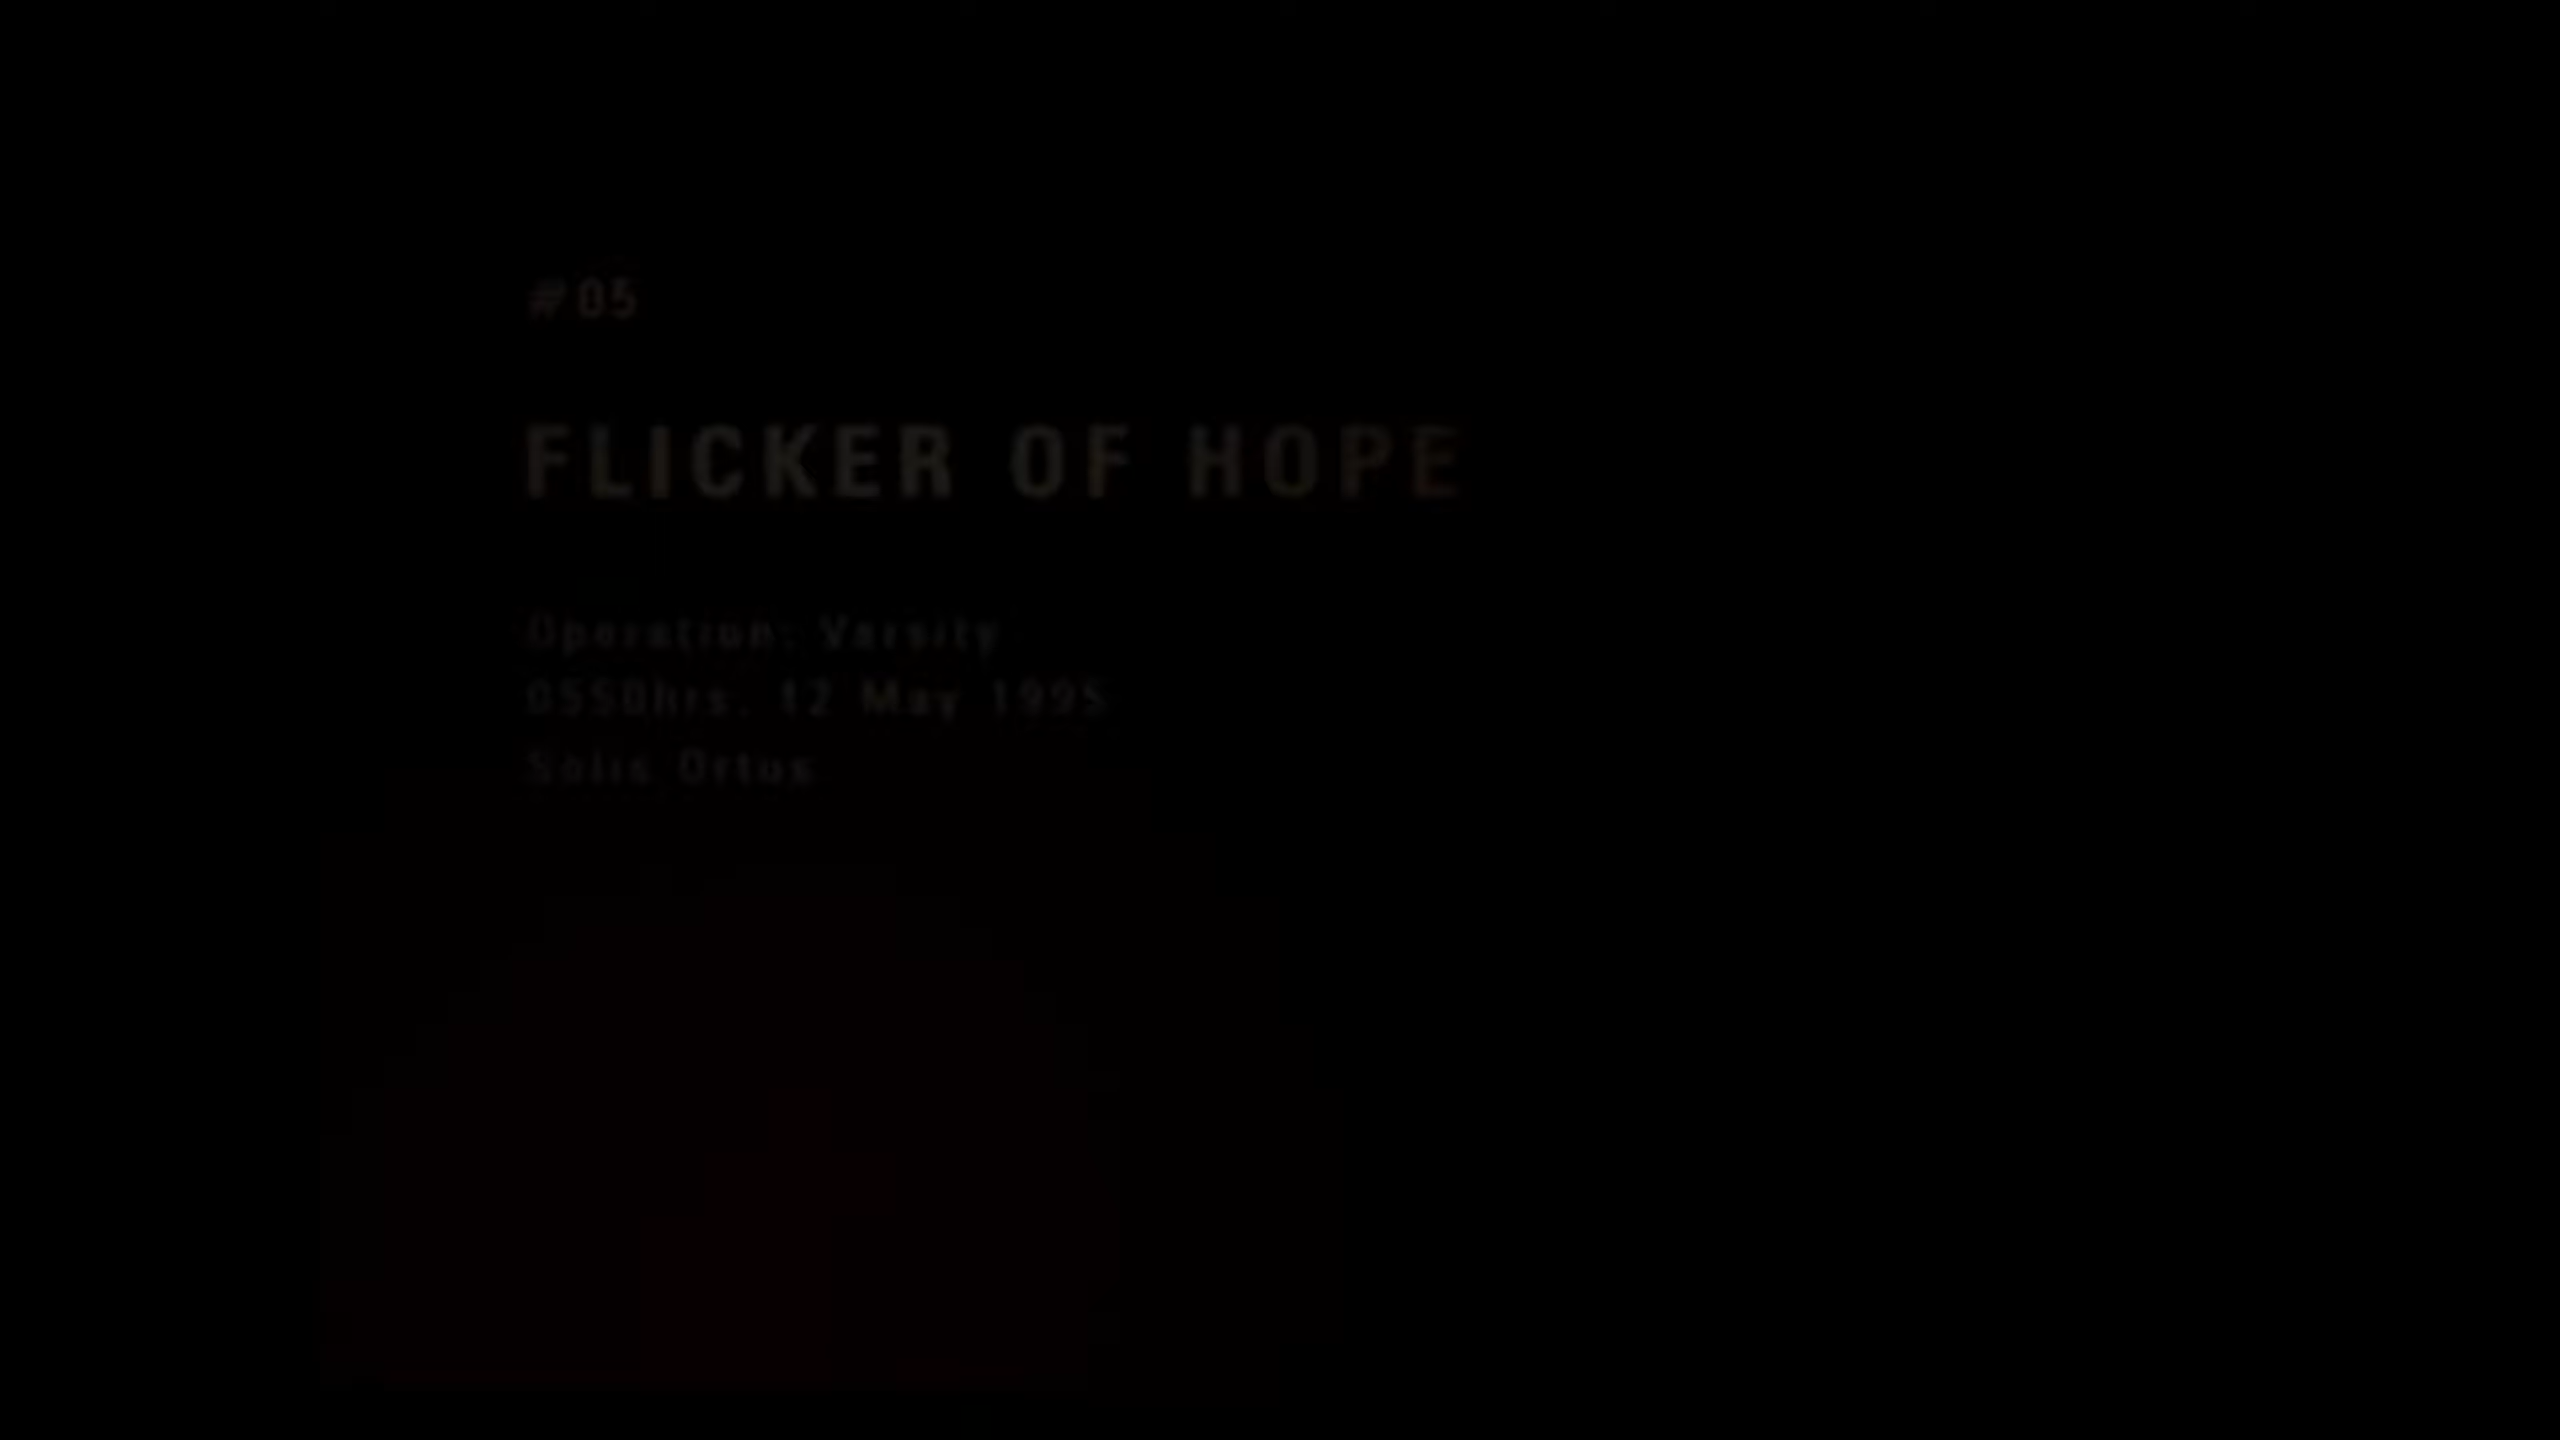 #05
FLICKER OF HOPE
Operation: Varsity
0550hrs. 12 May 1995
Solis Ortus